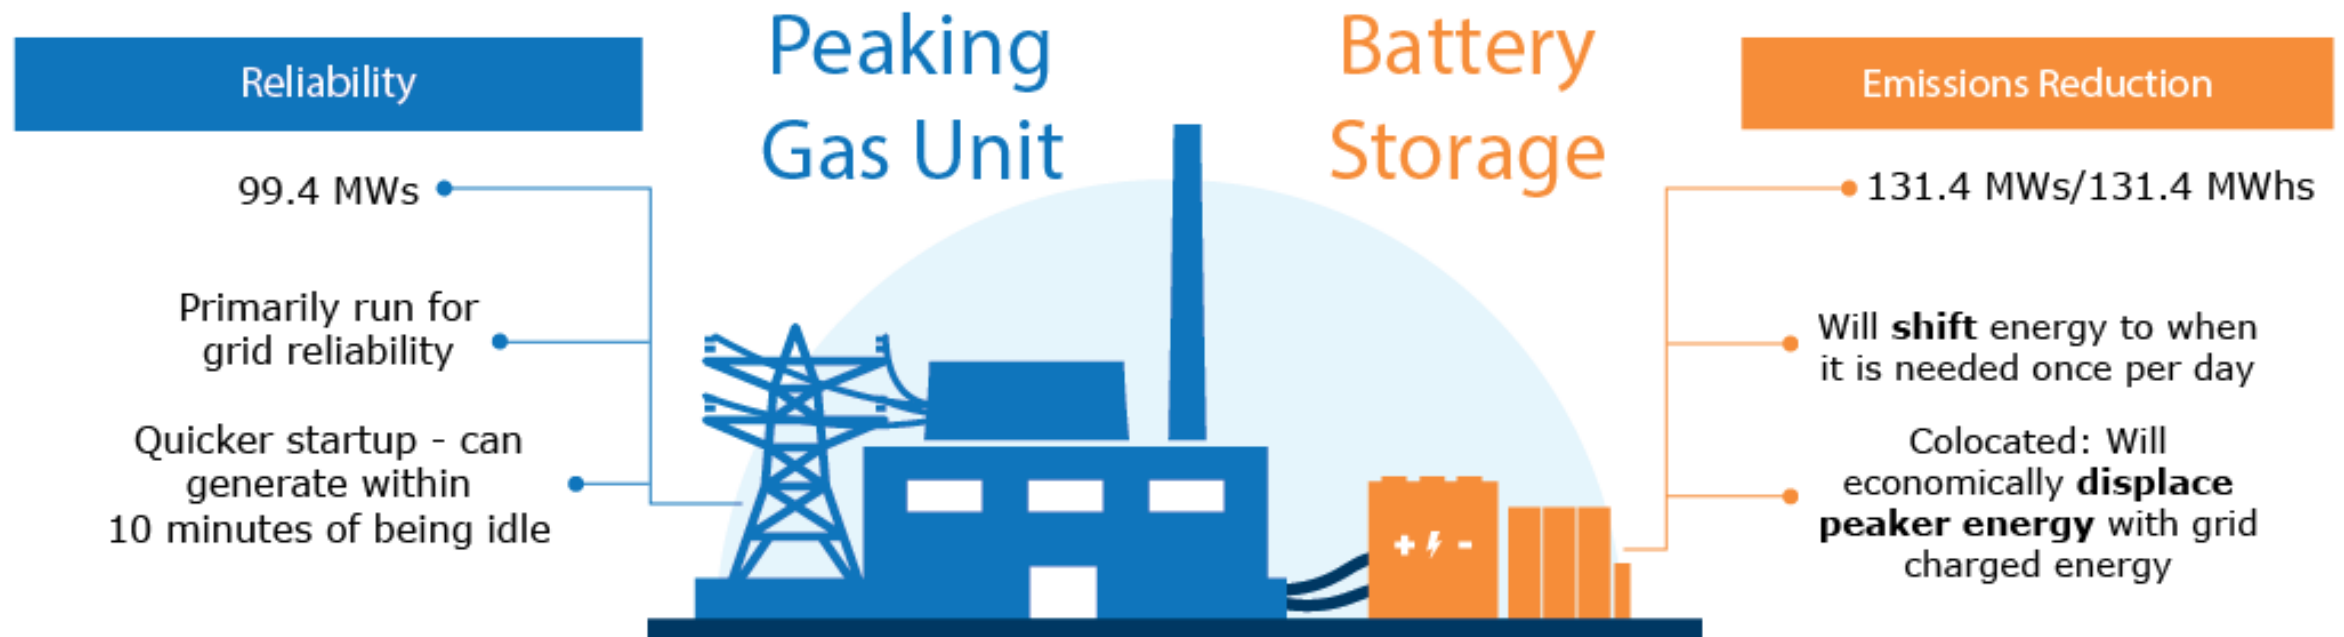 Peaking
Gas Unit
Battery
Storage
Reliability
99.4 MWs
Primarily run for
grid reliability
Quicker startup - can
generate within
10 minutes of being idle
Emissions Reduction
131.4 MWs/131.4 MWhs
Will shift energy to when
it is needed once per day
Colocated: Will
economically displace
peaker energy with grid
charged energy